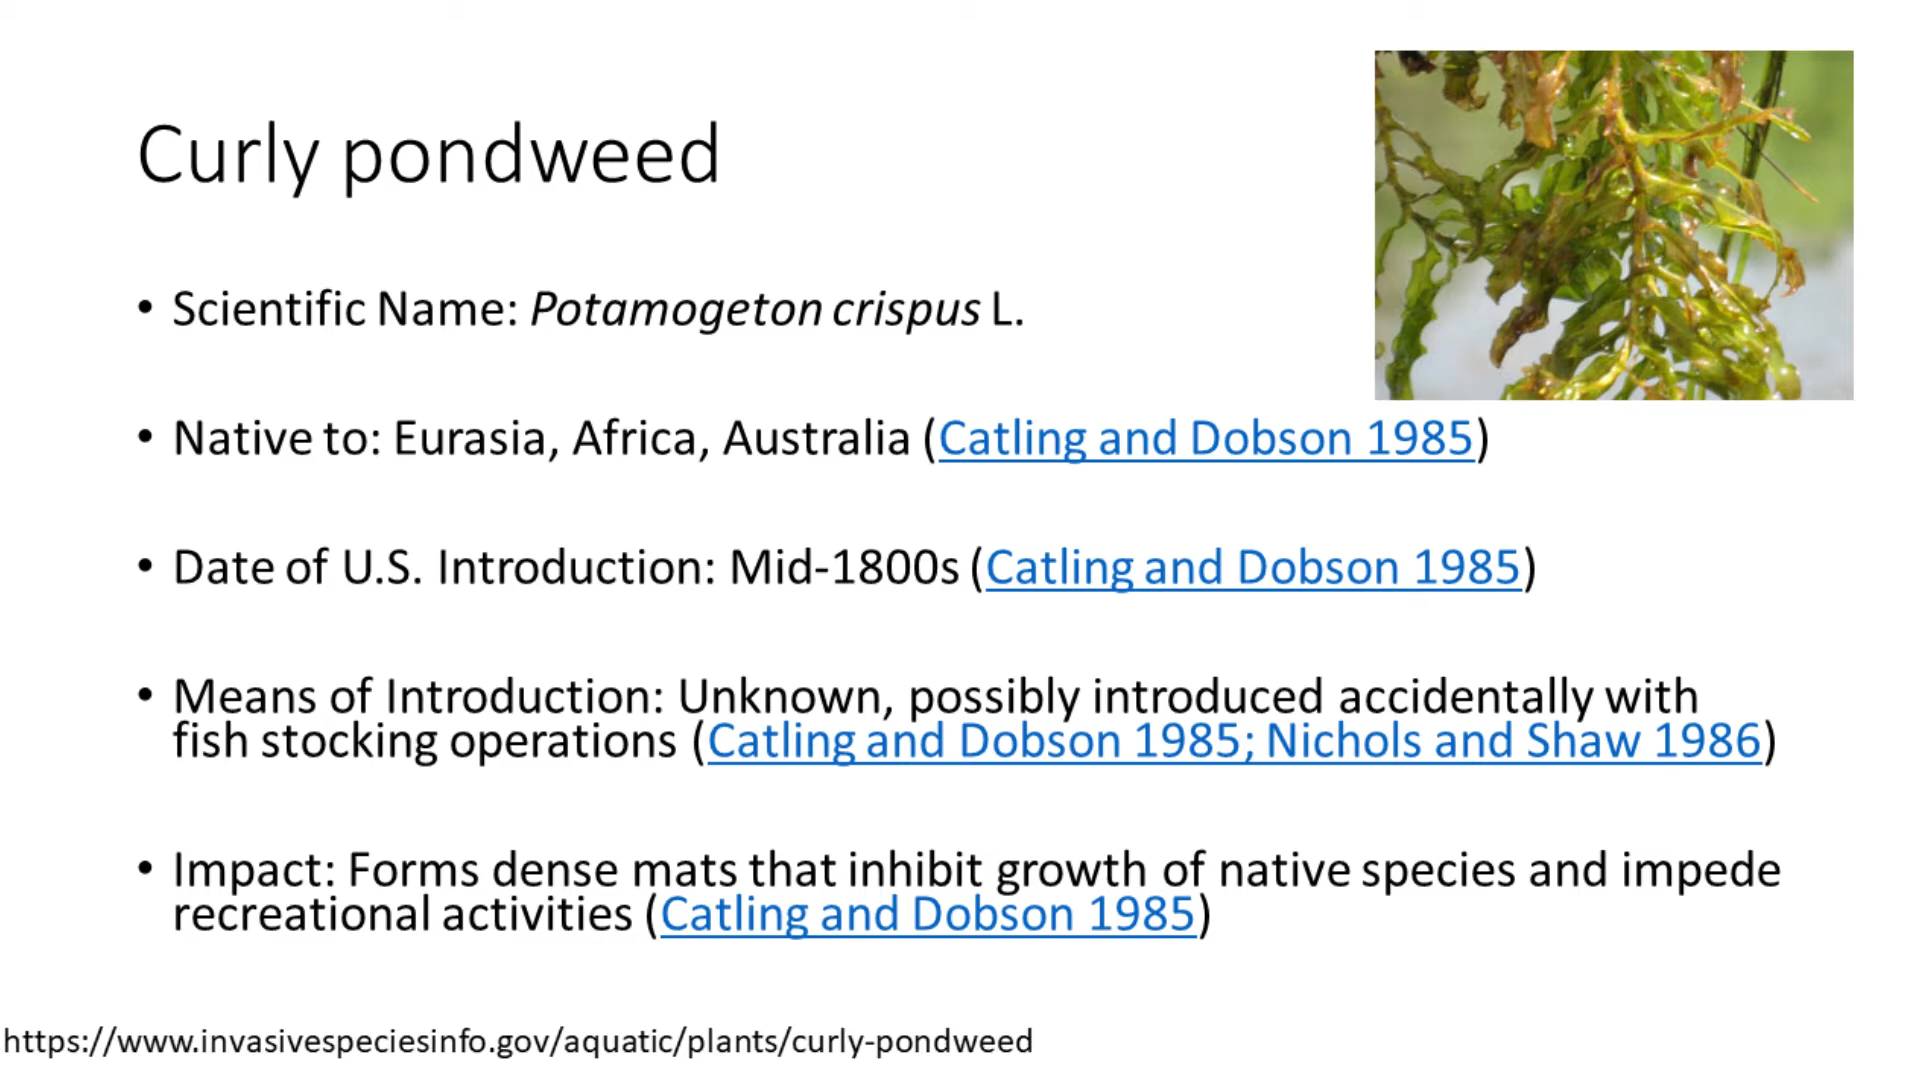 Curly pondweed
• Scientific Name: Potamogeton crispus L.
• Native to: Eurasia, Africa, Australia (Catling and Dobson 1985)
• Date of U.S. Introduction: Mid-1800s (Catling and Dobson 1985)
• Means of Introduction: Unknown, possibly introduced accidentally with
fish stocking operations (Catling and Dobson 1985; Nichols and Shaw 1986)
• Impact: Forms dense mats that inhibit growth of native species and impede
recreational activities (Catling and Dobson 1985)
https://www.invasivespeciesinfo.gov/aquatic/plants/curly-pondweed